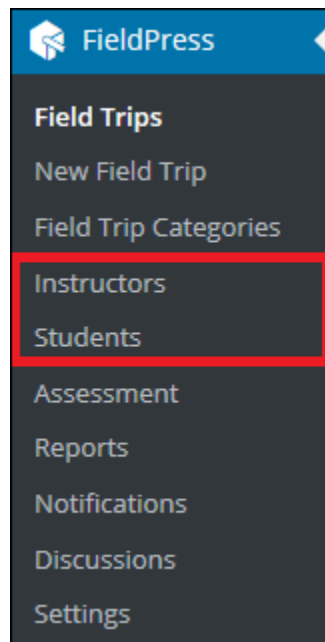 FieldPress
Field Trips
New Field Trip
Field Trip Categories
Instructors
Students
Assessment
Reports
Notifications
Discussions
Settings